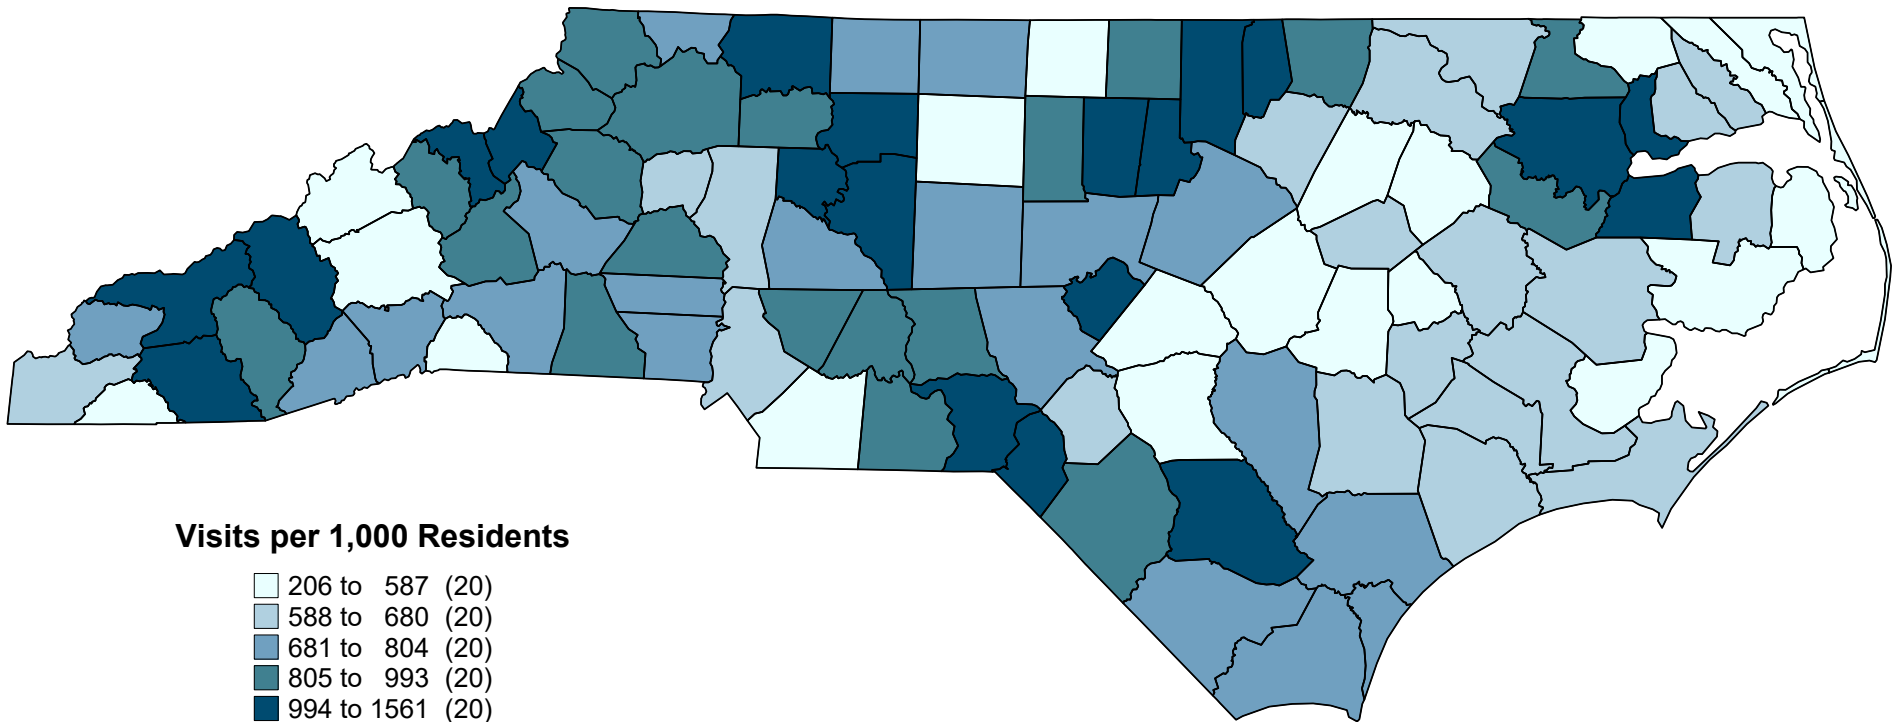 Visits per 1,000 Residents
206 to 587 (20)
588 to 680 (20)
681 to 804 (20)
805 to 993 (20)
994 to 1561 (20)